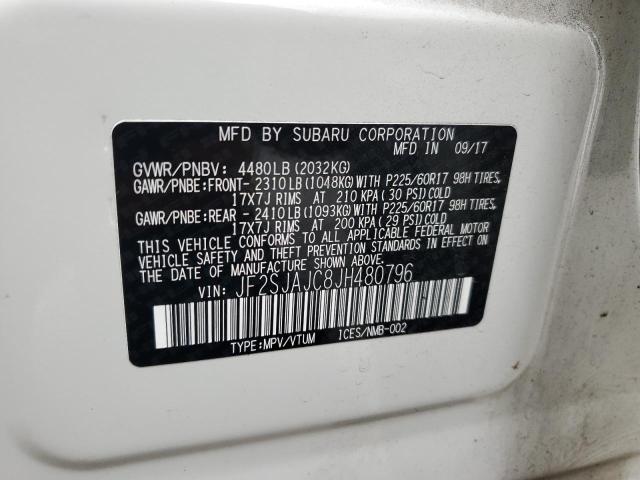 MFD BY SUBARU CORPORATION
MFD IN 09/17
GVWR/PNBV: 4480LB(2032KG)
GAWR/PNBE:FRONT- 2310LB(1048KG)WITH P225/60R17 98H TIRES,
17X7J RIMS AT 210 KPA(30 PSI)COLD
GAWR/PNBE:REAR - 2410LB(1093KG)WITH P225/60R17 98H TIRES,
17X7J RIMS AT 200 KPA(29 PSI)COLD
THIS VEHICLE CONFORMS TO ALL APPLICABLE FEDERAL MOTOR
VEHICLE SAFETY AND THEFT PREVENTION STANDARDS IN
EFFECT ON THE DATE OF MANUFACTURE SHOWN ABOVE.
VIN: JF2SJAJC8JH480796
TYPE:MPV/VTUM ICES/NMB-002